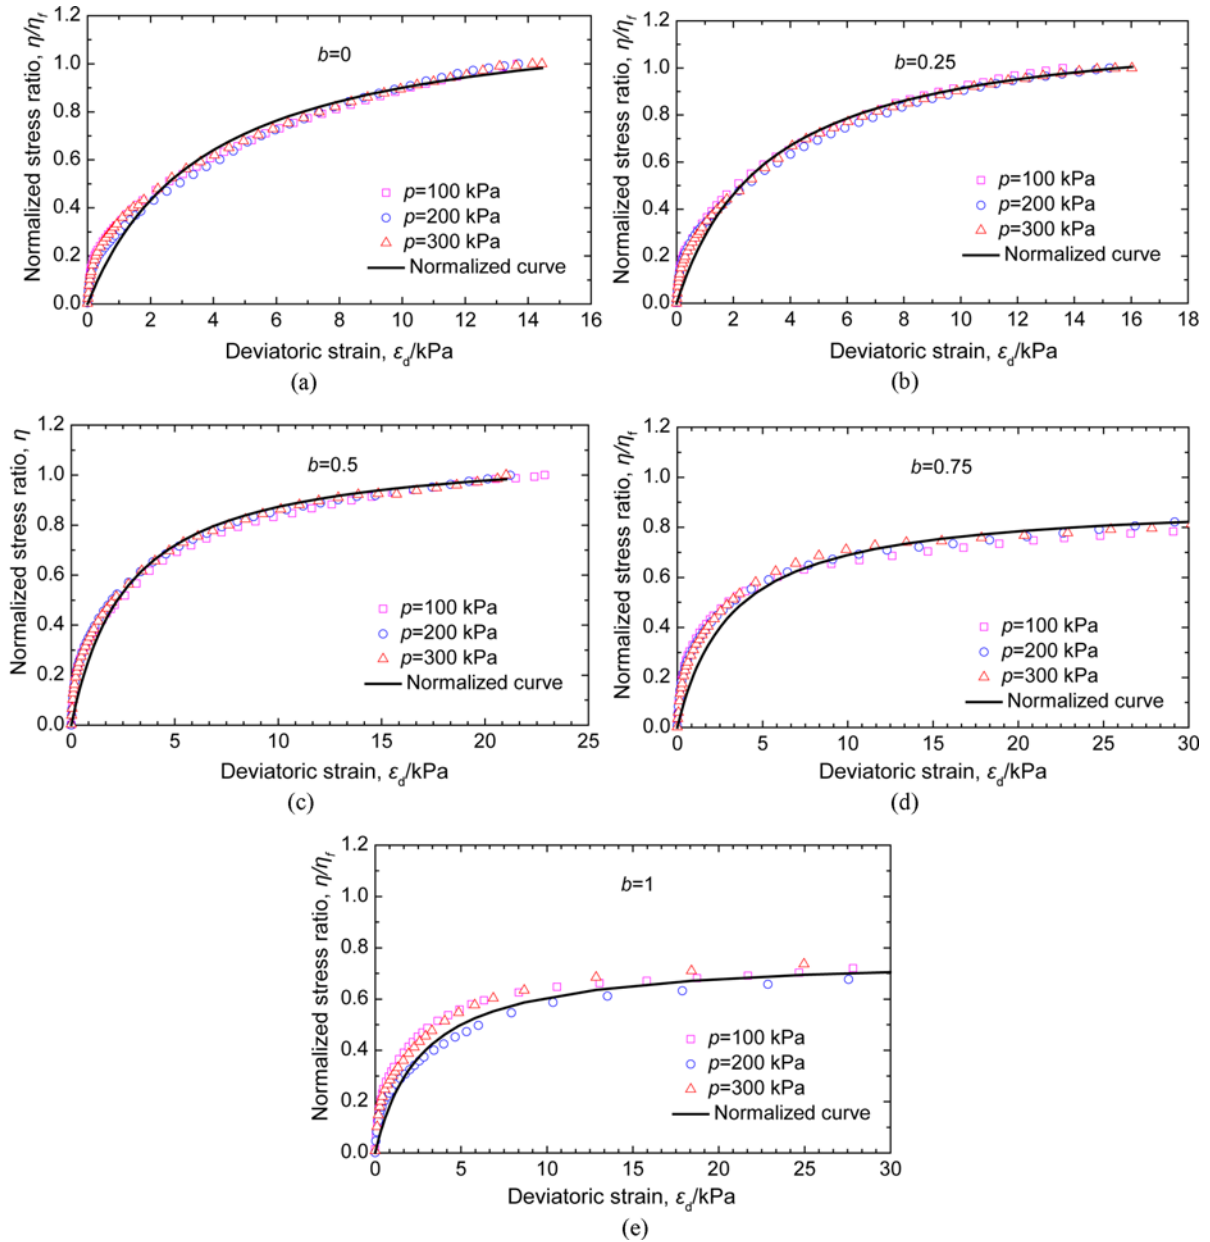 Normalized stress ratio, η/ηf
1.2
1.0
0.8
0.6
0.4
0.2
0.0
b=0
p=100 kPa
p=200 kPa
p=300 kPa
Normalized curve
0 2 4 6 8 10 12 14 16
Deviatoric strain, εd/kPa
(a)
Normalized stress ratio, η/ηf
1.2
1.0
0.8
0.6
0.4
0.2
0.0
b=0.25
p=100 kPa
p=200 kPa
p=300 kPa
Normalized curve
0 2 4 6 8 10 12 14 16 18
Deviatoric strain, εd/kPa
(b)
Normalized stress ratio, η
1.2
1.0
0.8
0.6
0.4
0.2
0.0
b=0.5
p=100 kPa
p=200 kPa
p=300 kPa
Normalized curve
0 5 10 15 20 25
Deviatoric strain, εd/kPa
(c)
Normalized stress ratio, η/ηf
1.2
1.0
0.8
0.6
0.4
0.2
0.0
b=0.75
p=100 kPa
p=200 kPa
p=300 kPa
Normalized curve
0 5 10 15 20 25 30
Deviatoric strain, εd/kPa
(d)
Normalized stress ratio, η/ηf
1.2
1.0
0.8
0.6
0.4
0.2
0.0
b=1
p=100 kPa
p=200 kPa
p=300 kPa
Normalized curve
0 5 10 15 20 25 30
Deviatoric strain, εd/kPa
(e)